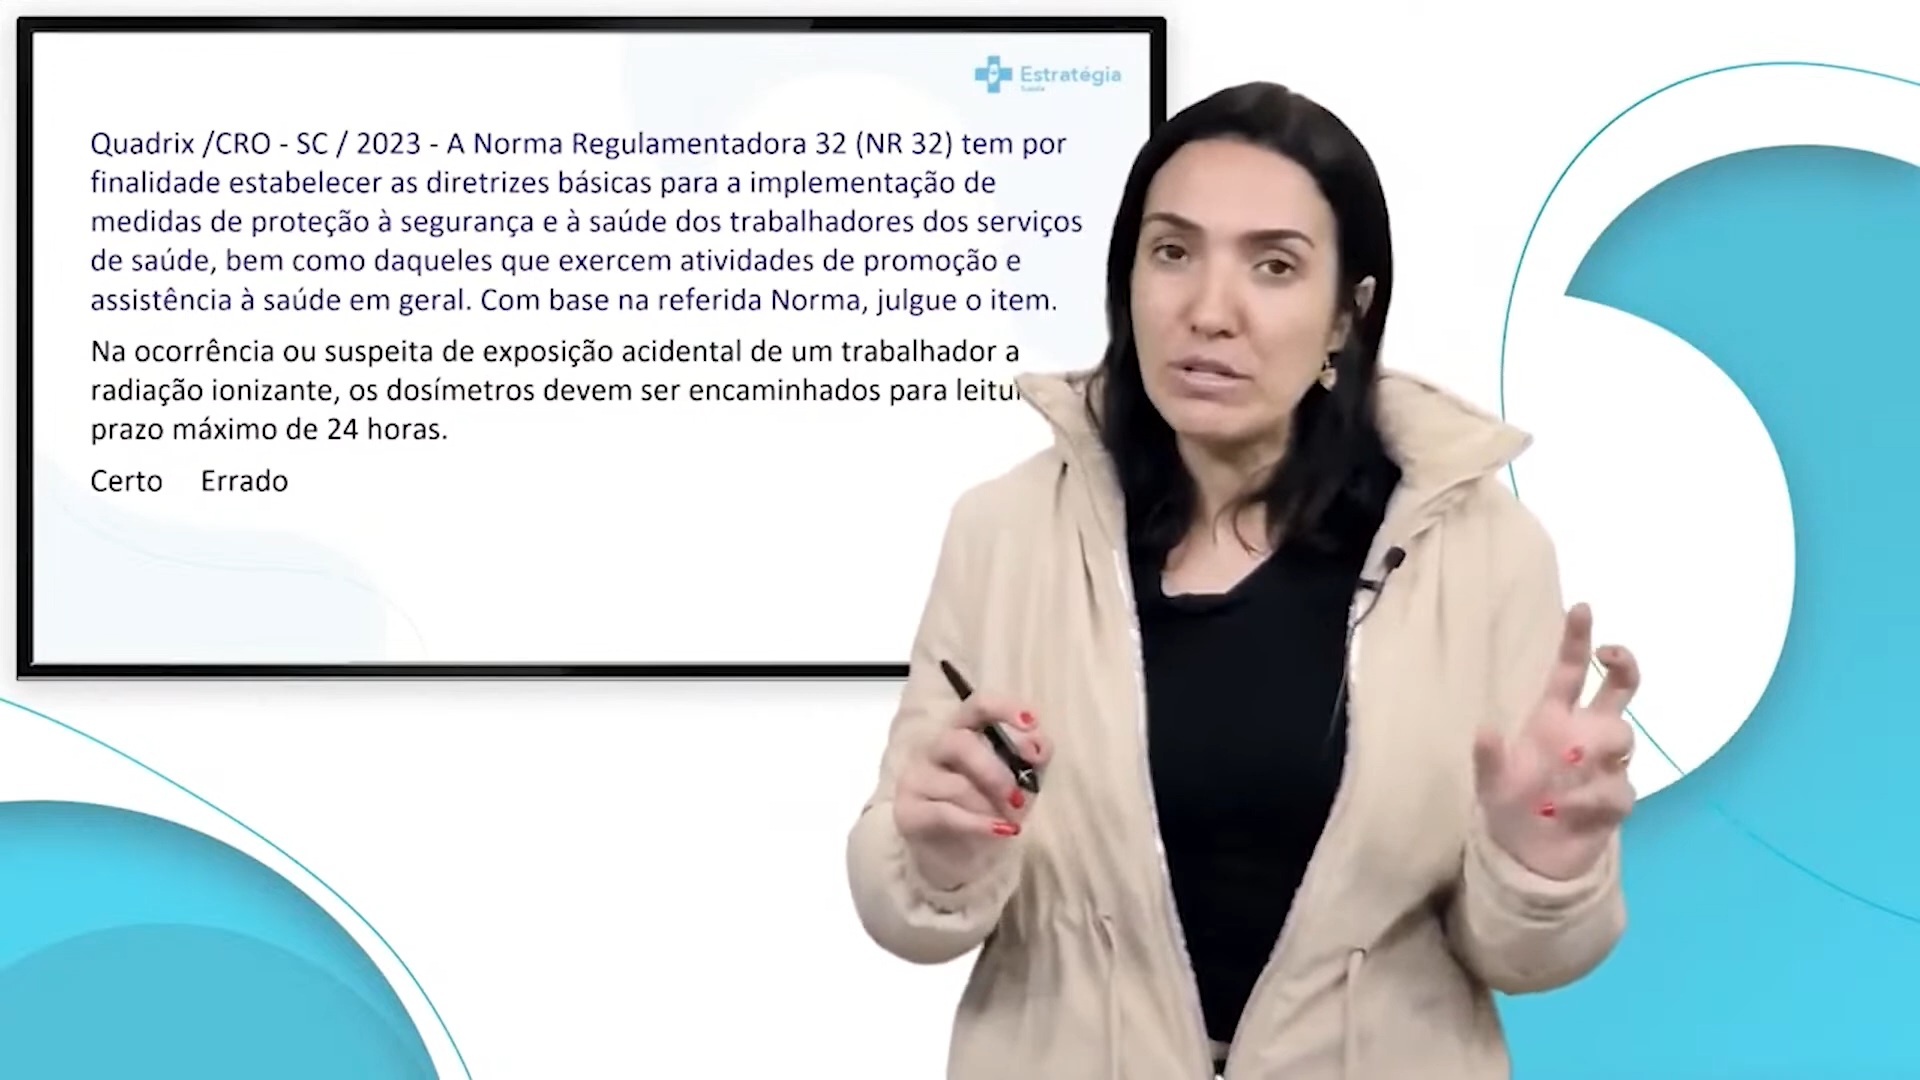 Estratégia
Saúde
Quadrix /CRO - SC / 2023 - A Norma Regulamentadora 32 (NR 32) tem por
finalidade estabelecer as diretrizes básicas para a implementação de
medidas de proteção à segurança e à saúde dos trabalhadores dos serviços
de saúde, bem como daqueles que exercem atividades de promoção e
assistência à saúde em geral. Com base na referida Norma, julgue o item.
Na ocorrência ou suspeita de exposição acidental de um trabalhador a
radiação ionizante, os dosímetros devem ser encaminhados para
prazo máximo de 24 horas.
Certo Errado